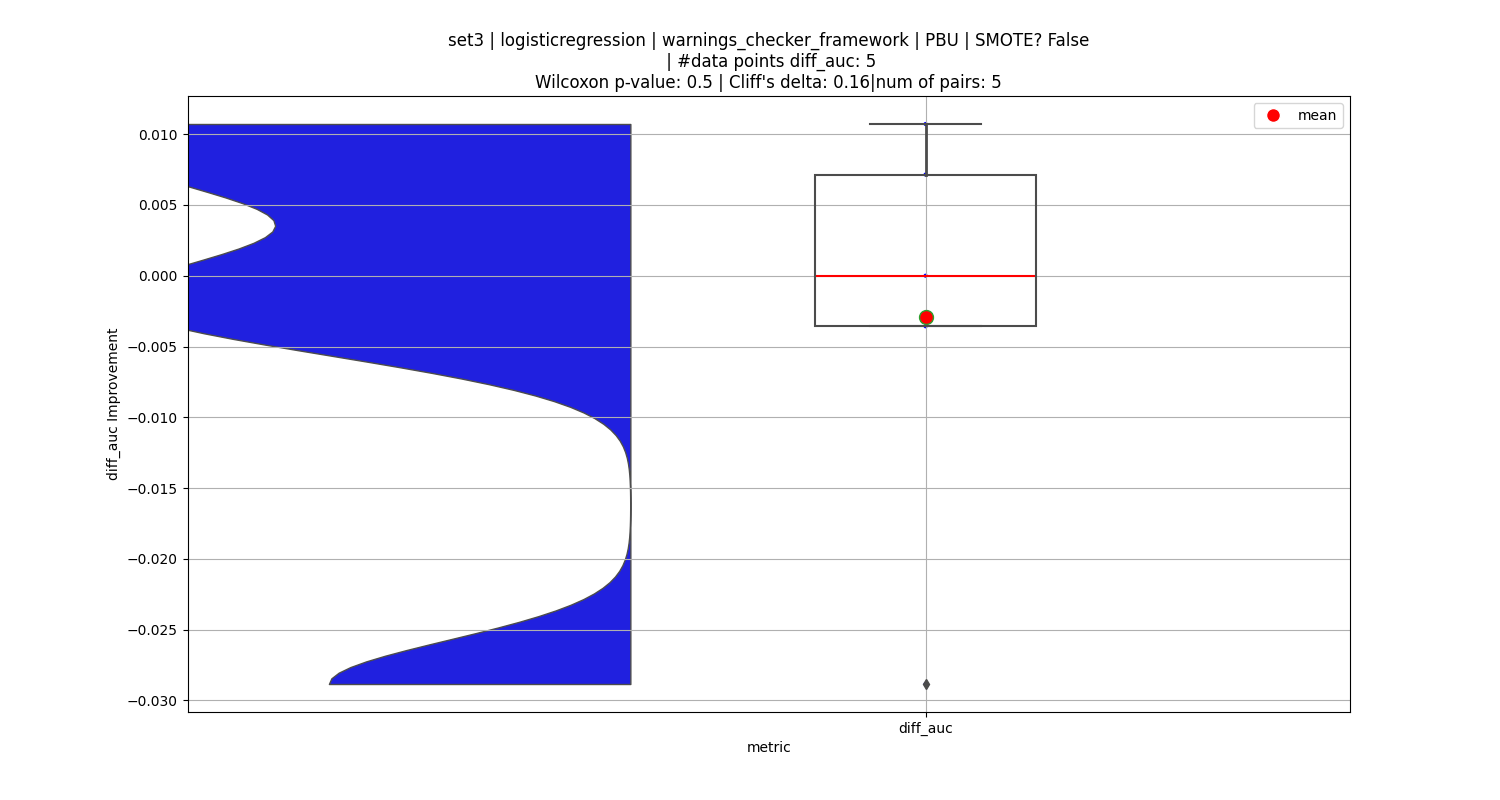 set3 | logisticregression | warnings_checker_framework | PBU | SMOTE? False
| #data points diff_auc: 5
Wilcoxon p-value: 0.5 | Cliff's delta: 0.16|num of pairs: 5
mean
0.010
0.005
0.000
−0.005
−0.010
−0.015
−0.020
−0.025
−0.030
diff_auc Improvement
diff_auc
metric